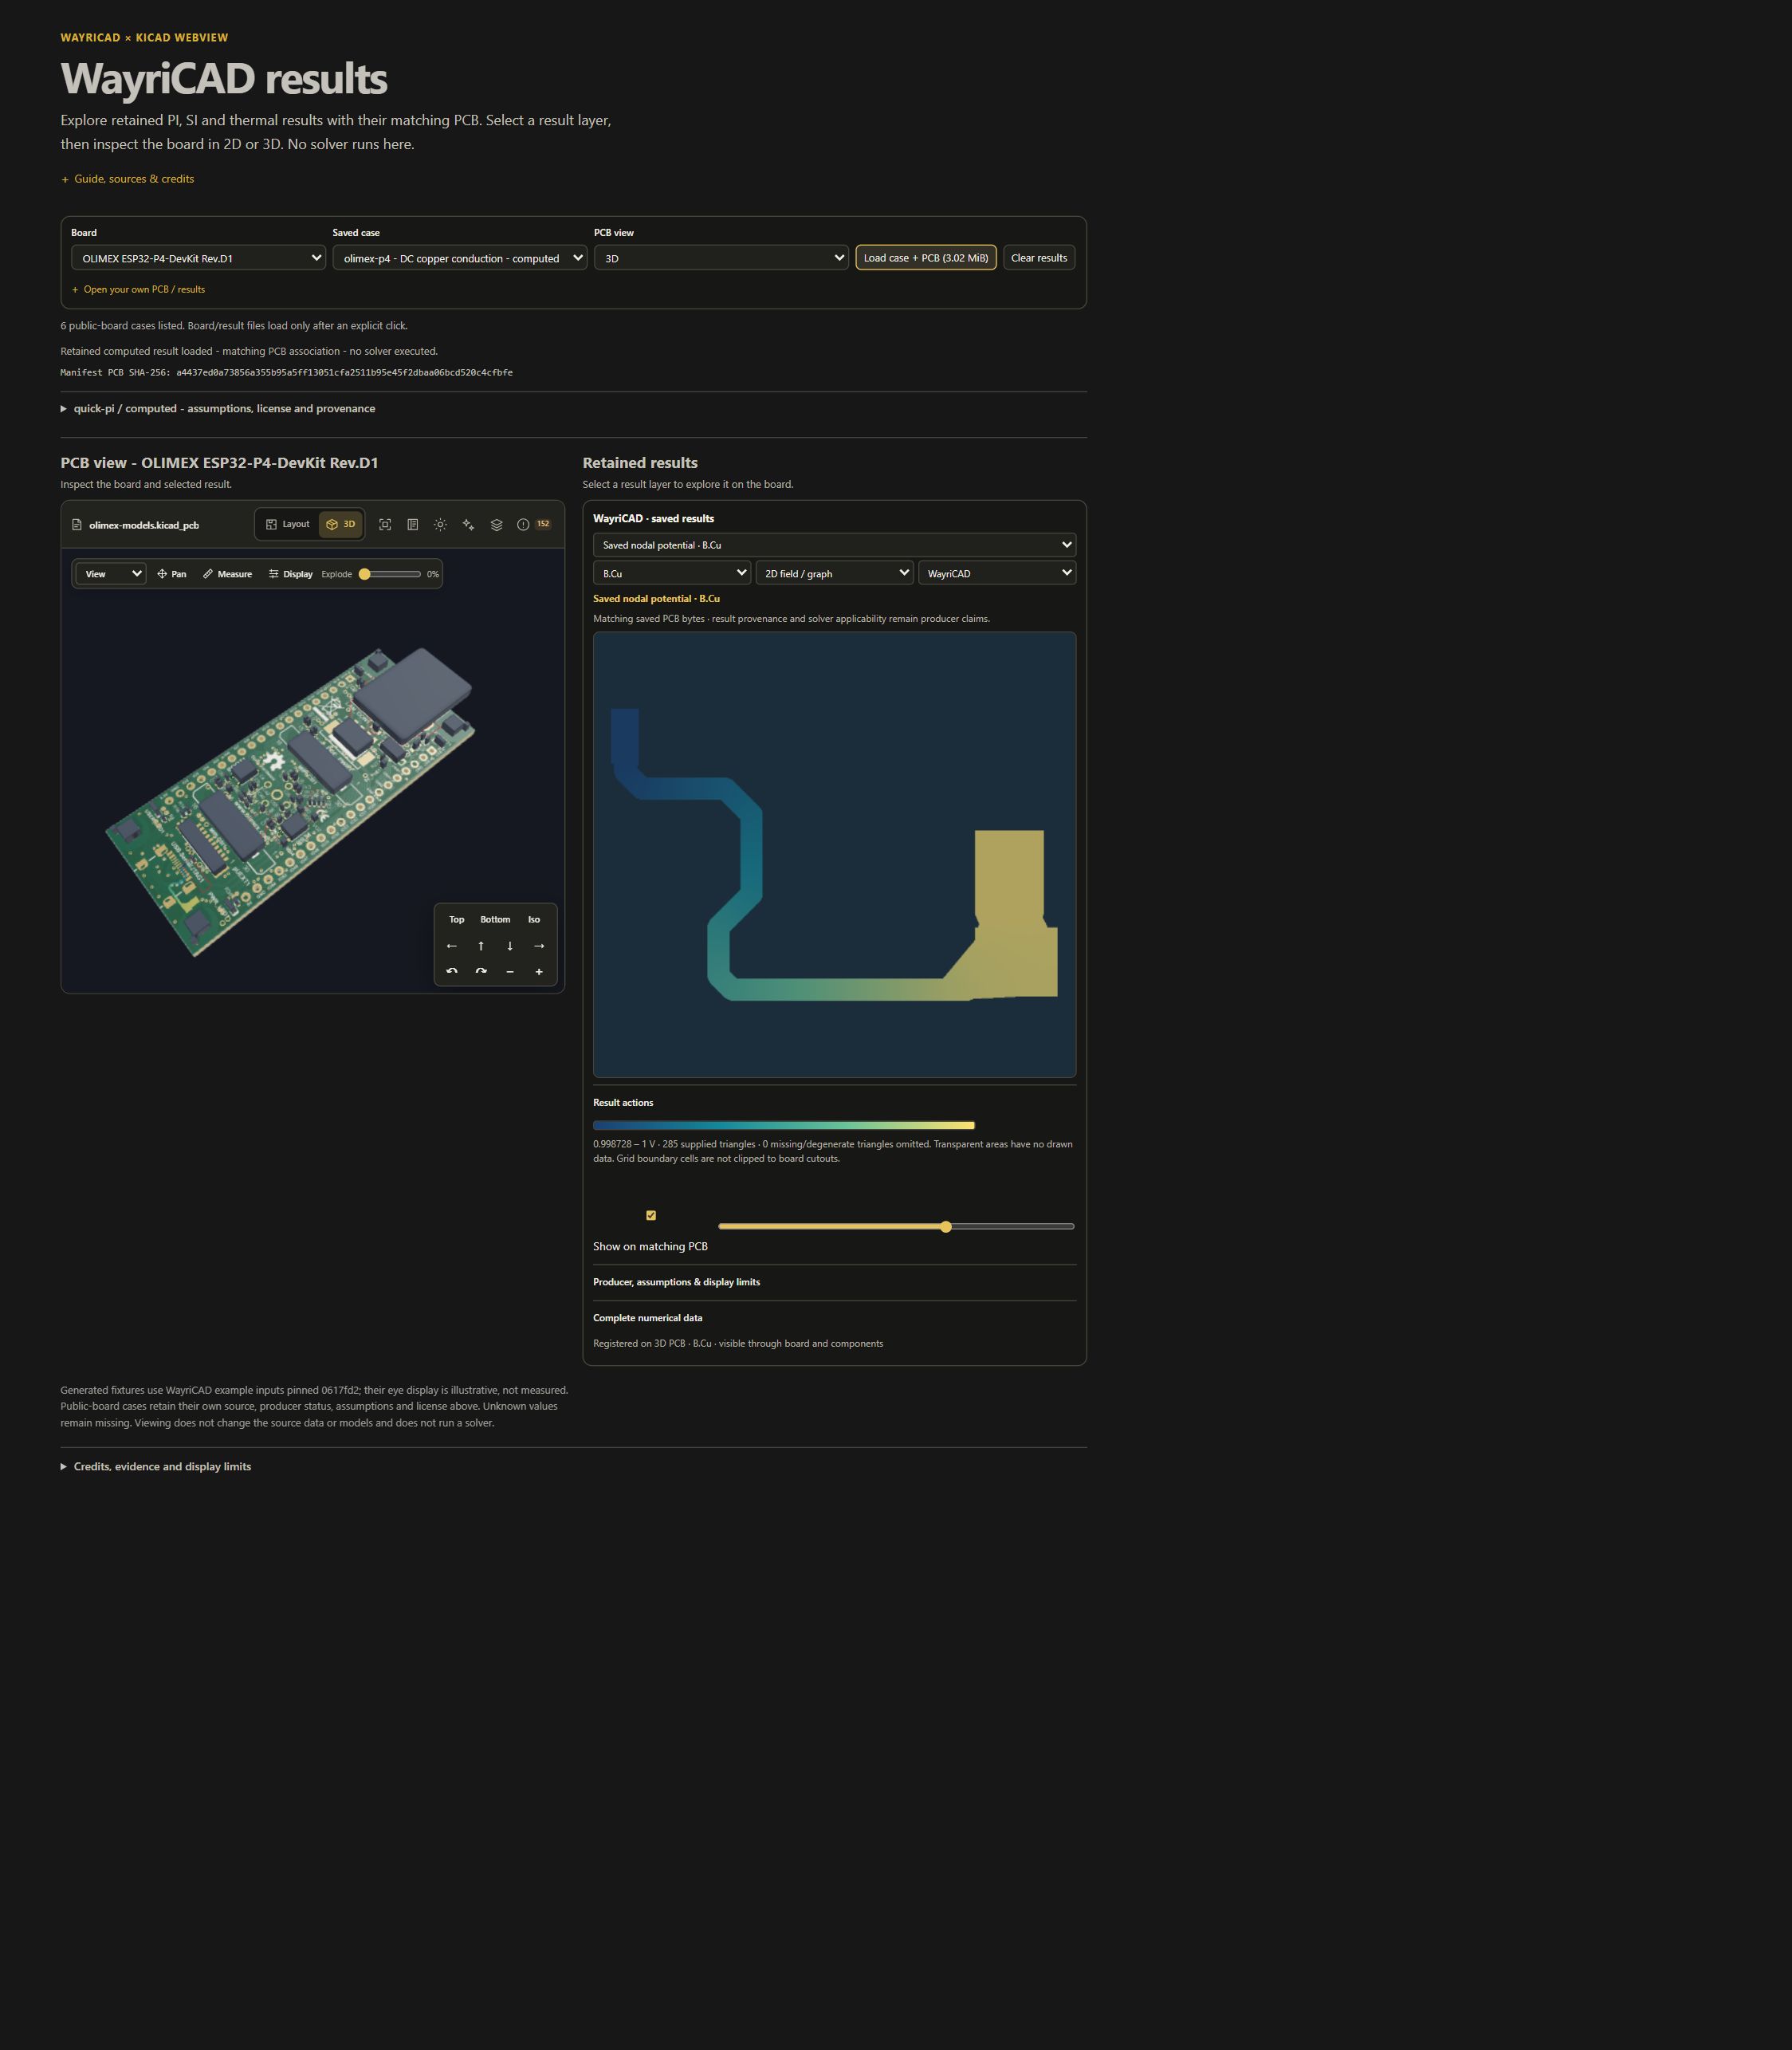 WAYRICAD × KICAD WEBVIEW
WayriCAD results
Explore retained PI, SI and thermal results with their matching PCB. Select a result layer,
then inspect the board in 2D or 3D. No solver runs here.
+ Guide, sources & credits
Board
Saved case
PCB view
OLIMEX ESP32-P4-DevKit Rev.D1
olimex-p4 - DC copper conduction - computed
3D
Load case + PCB (3.02 MiB)
Clear results
+ Open your own PCB / results
6 public-board cases listed. Board/result files load only after an explicit click.
Retained computed result loaded - matching PCB association - no solver executed.
Manifest PCB SHA-256: a4437ed0a73856a355b95a5ff13051cfa2511b95e45f2dbaa06bcd520c4cfbfe
quick-pi / computed - assumptions, license and provenance
PCB view - OLIMEX ESP32-P4-DevKit Rev.D1
Inspect the board and selected result.
olimex-models.kicad_pcb
Layout
3D
152
View
Pan
Measure
Display
Explode
0%
Top
Bottom
Iso
Retained results
Select a result layer to explore it on the board.
WayriCAD · saved results
Saved nodal potential · B.Cu
B.Cu
2D field / graph
WayriCAD
Saved nodal potential · B.Cu
Matching saved PCB bytes · result provenance and solver applicability remain producer claims.
Result actions
0.998728 – 1 V · 285 supplied triangles · 0 missing/degenerate triangles omitted. Transparent areas have no drawn
data. Grid boundary cells are not clipped to board cutouts.
Show on matching PCB
Producer, assumptions & display limits
Complete numerical data
Registered on 3D PCB · B.Cu · visible through board and components
Generated fixtures use WayriCAD example inputs pinned 0617fd2; their eye display is illustrative, not measured.
Public-board cases retain their own source, producer status, assumptions and license above. Unknown values
remain missing. Viewing does not change the source data or models and does not run a solver.
Credits, evidence and display limits